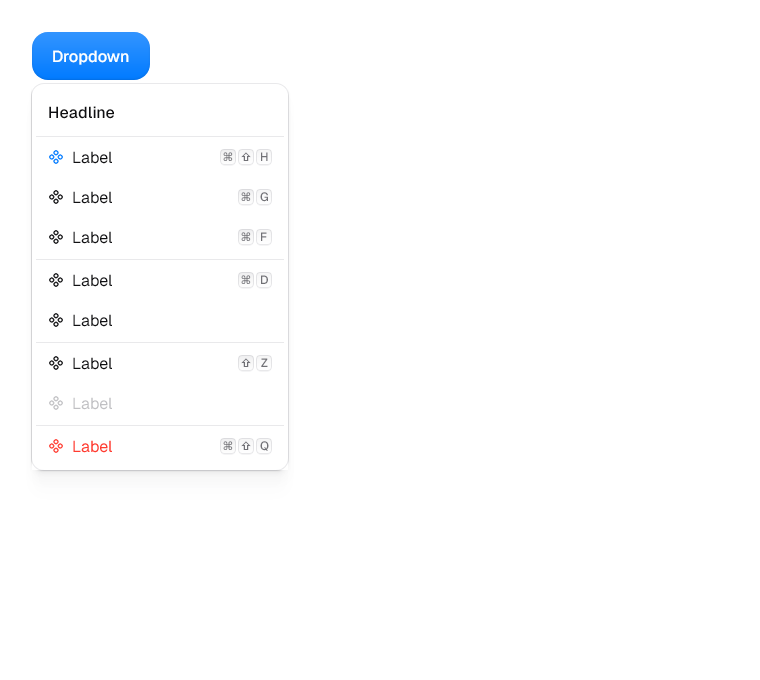 Dropdown
Headline
Label ⌘ ⇧ H
Label ⌘ G
Label ⌘ F
Label ⌘ D
Label
Label ⇧ Z
Label
Label ⌘ ⇧ Q